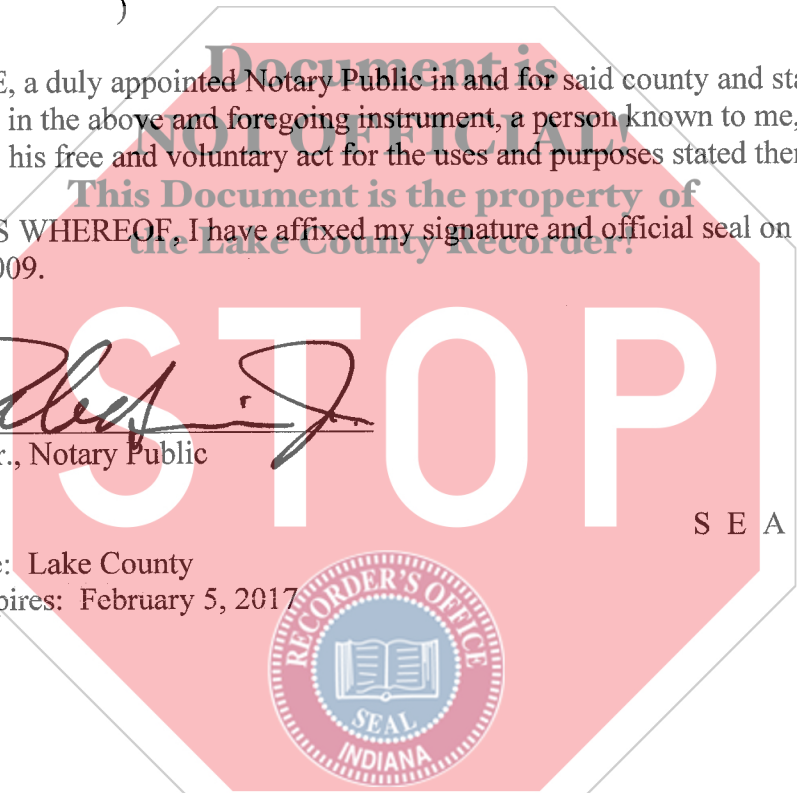 )
Document is
E, a duly appointed Notary Public in and for said county and sta
NOT OFFICIAL!
in the above and foregoing instrument, a person known to me,
his free and voluntary act for the uses and purposes stated ther
This Document is the property of
S WHEREOF, I have affixed my signature and official seal on
the Lake County Recorder!
009.
STOP
r., Notary Public
S E A
e: Lake County
pires: February 5, 2017
RECORDER'S OFFICE
SEAL
INDIANA